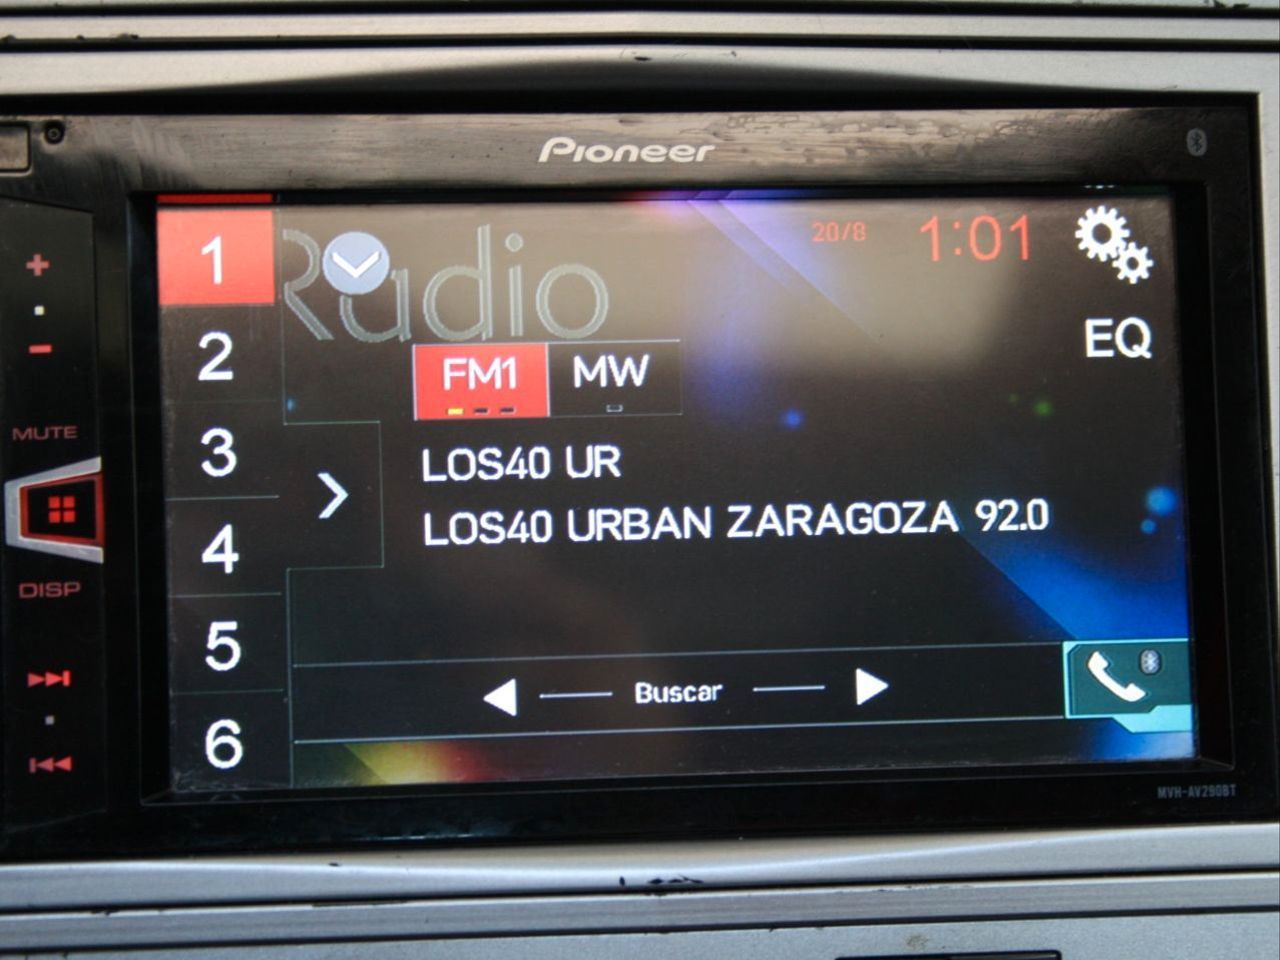 Pioneer
1
2
3
4
5
6
Radio
20/8
1:01
EQ
FM1
MW
LOS40 UR
LOS40 URBAN ZARAGOZA 92.0
Buscar
+
-
MUTE
DISP
MVH-AV290BT